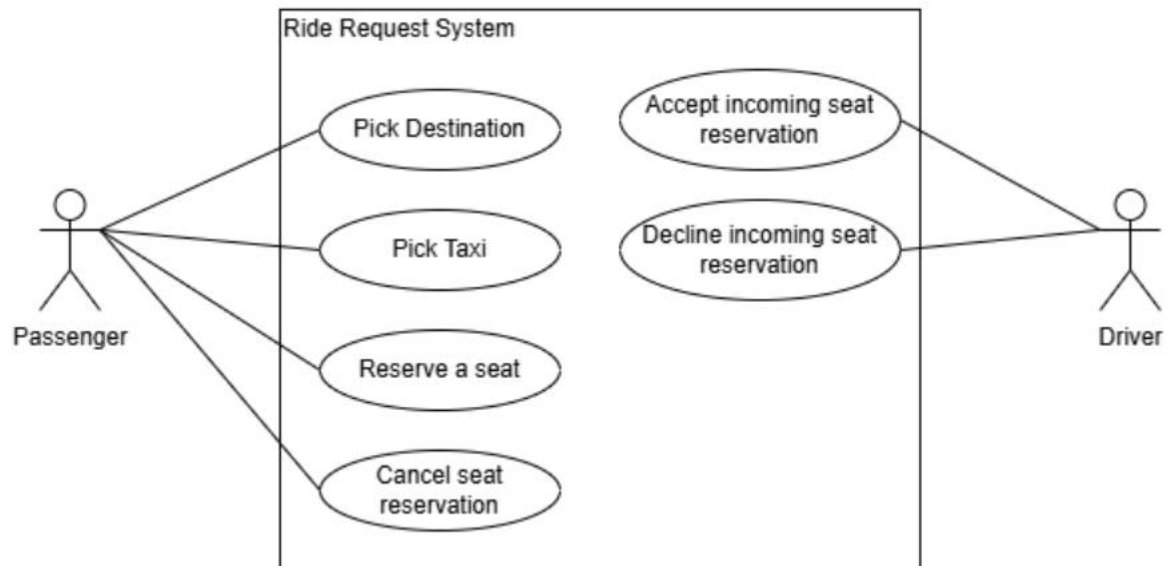 Ride Request System
Pick Destination
Accept incoming seat
reservation
Pick Taxi
Decline incoming seat
reservation
Passenger
Driver
Reserve a seat
Cancel seat
reservation